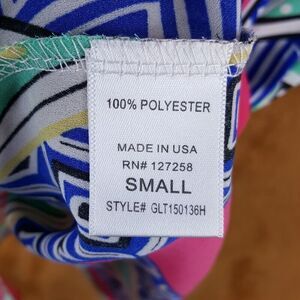 100% POLYESTER
MADE IN USA
RN# 127258
SMALL
STYLE# GLT150136H